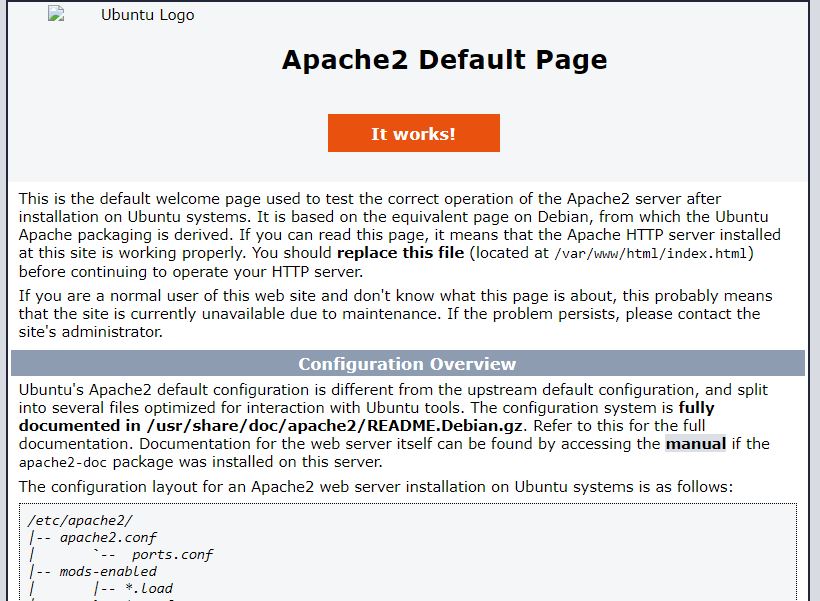 Ubuntu Logo
Apache2 Default Page
It works!
This is the default welcome page used to test the correct operation of the Apache2 server after
installation on Ubuntu systems. It is based on the equivalent page on Debian, from which the Ubuntu
Apache packaging is derived. If you can read this page, it means that the Apache HTTP server installed
at this site is working properly. You should replace this file (located at /var/www/html/index.html)
before continuing to operate your HTTP server.
If you are a normal user of this web site and don't know what this page is about, this probably means
that the site is currently unavailable due to maintenance. If the problem persists, please contact the
site's administrator.
Configuration Overview
Ubuntu's Apache2 default configuration is different from the upstream default configuration, and split
into several files optimized for interaction with Ubuntu tools. The configuration system is fully
documented in /usr/share/doc/apache2/README.Debian.gz. Refer to this for the full
documentation. Documentation for the web server itself can be found by accessing the manual if the
apache2-doc package was installed on this server.
The configuration layout for an Apache2 web server installation on Ubuntu systems is as follows:
/etc/apache2/
|-- apache2.conf
|       `--  ports.conf
|-- mods-enabled
|       |-- *.load